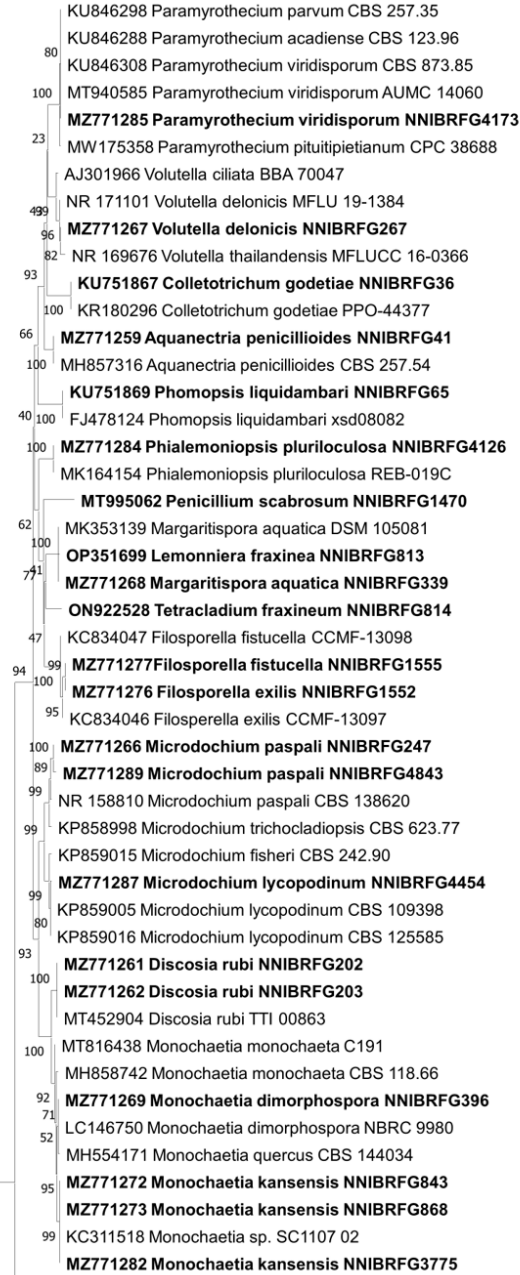 KU846298 Paramyrothecium parvum CBS 257.35
KU846288 Paramyrothecium acadiense CBS 123.96
80
KU846308 Paramyrothecium viridisporum CBS 873.85
100
MT940585 Paramyrothecium viridisporum AUMC 14060
MZ771285 Paramyrothecium viridisporum NNIBRFG4173
23
MW175358 Paramyrothecium pituitipietianum CPC 38688
AJ301966 Volutella ciliata BBA 70047
NR 171101 Volutella delonicis MFLU 19-1384
99
MZ771267 Volutella delonicis NNIBRFG267
96
82
NR 169676 Volutella thailandensis MFLUCC 16-0366
93
KU751867 Colletotrichum godetiae NNIBRFG36
100
KR180296 Colletotrichum godetiae PPO-44377
66
MZ771259 Aquanectria penicillioides NNIBRFG41
100
MH857316 Aquanectria penicillioides CBS 257.54
KU751869 Phomopsis liquidambari NNIBRFG65
40
100
FJ478124 Phomopsis liquidambari xsd08082
100
MZ771284 Phialemoniopsis pluriloculosa NNIBRFG4126
MK164154 Phialemoniopsis pluriloculosa REB-019C
MT995062 Penicillium scabrosum NNIBRFG1470
62
MK353139 Margaritispora aquatica DSM 105081
100
OP351699 Lemonniera fraxinea NNIBRFG813
77
41
MZ771268 Margaritispora aquatica NNIBRFG339
ON922528 Tetracladium fraxineum NNIBRFG814
47
KC834047 Filosporella fistucella CCMF-13098
94
99
MZ771277Filosporella fistucella NNIBRFG1555
100
MZ771276 Filosporella exilis NNIBRFG1552
95
KC834046 Filosperella exilis CCMF-13097
100
MZ771266 Microdochium paspali NNIBRFG247
89
MZ771289 Microdochium paspali NNIBRFG4843
99
NR 158810 Microdochium paspali CBS 138620
99
KP858998 Microdochium trichocladiopsis CBS 623.77
KP859015 Microdochium fisheri CBS 242.90
MZ771287 Microdochium lycopodinum NNIBRFG4454
99
KP859005 Microdochium lycopodinum CBS 109398
80
KP859016 Microdochium lycopodinum CBS 125585
93
MZ771261 Discosia rubi NNIBRFG202
100
MZ771262 Discosia rubi NNIBRFG203
MT452904 Discosia rubi TTI 00863
100
MT816438 Monochaetia monochaeta C191
MH858742 Monochaetia monochaeta CBS 118.66
92
MZ771269 Monochaetia dimorphospora NNIBRFG396
71
LC146750 Monochaetia dimorphospora NBRC 9980
52
MH554171 Monochaetia quercus CBS 144034
95
MZ771272 Monochaetia kansensis NNIBRFG843
MZ771273 Monochaetia kansensis NNIBRFG868
99
KC311518 Monochaetia sp. SC1107 02
MZ771282 Monochaetia kansensis NNIBRFG3775